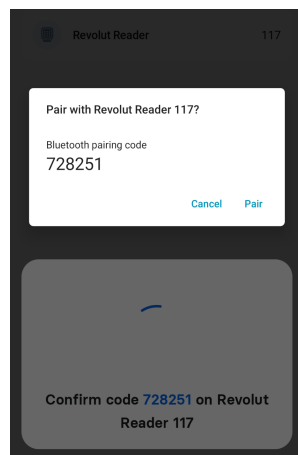 Revolut Reader 117
Pair with Revolut Reader 117?
Bluetooth pairing code
728251
Cancel Pair
Confirm code 728251 on Revolut
Reader 117